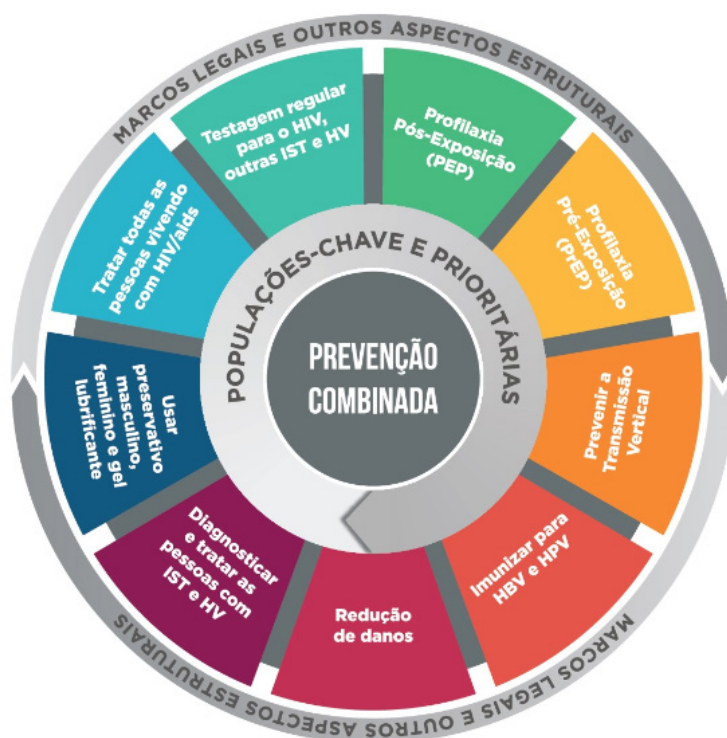 MARCOS LEGAIS E OUTROS ASPECTOS ESTRUTURAIS
Testagem regular
para o HIV,
outras IST e HV
Profilaxia
Pós-Exposição
(PEP)
Profilaxia
Pré-Exposição
(PrEP)
Prevenir a
Transmissão
Vertical
Imunizar para
HBV e HPV
Redução
de danos
Diagnosticar
e tratar as
pessoas com
IST e HV
Usar
preservativo
masculino,
feminino e gel
lubrificante
Tratar todas as
pessoas vivendo
com HIV/aids
POPULAÇÕES-CHAVE E PRIORITÁRIAS
PREVENÇÃO
COMBINADA
MARCOS LEGAIS E OUTROS ASPECTOS ESTRUTURAIS